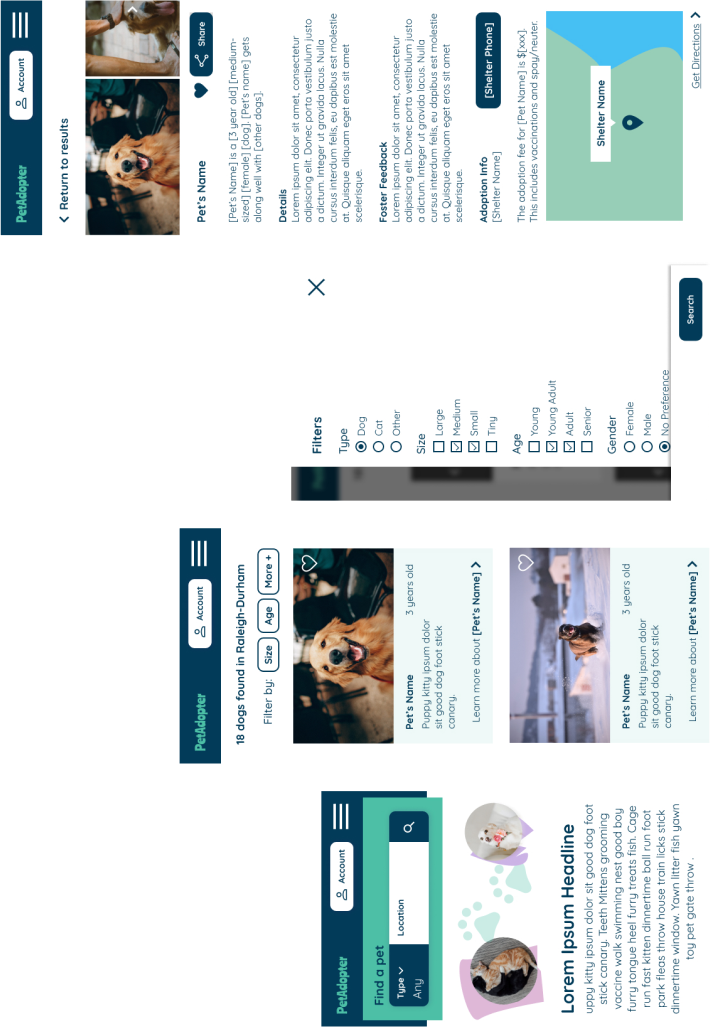 PetAdopter
Account
Find a pet
Type
Any
Location
Lorem Ipsum Headline
uppy kitty ipsum dolor sit good dog foot
stick canary. Teeth Mittens grooming
vaccine walk swimming nest good boy
furry tongue heel furry treats fish. Cage
run fast kitten dinnertime ball run foot
park fleas throw house train licks stick
dinnertime window. Yawn litter fish yawn
toy pet gate throw .
PetAdopter
Account
18 dogs found in Raleigh-Durham
Filter by: Size Age More +
Pet's Name 3 years old
Puppy kitty ipsum dolor
sit good dog foot stick
canary.
Learn more about [Pet's Name]
Pet's Name 3 years old
Puppy kitty ipsum dolor
sit good dog foot stick
canary.
Learn more about [Pet's Name]
Filters
Type
Dog
Cat
Other
Size
Large
Medium
Small
Tiny
Age
Young
Young Adult
Adult
Senior
Gender
Female
Male
No Preference
Search
PetAdopter
Account
Return to results
Pet's Name
Share
[Pet's Name] is a [3 year old] [medium-
sized] [female] [dog]. [Pet's name] gets
along well with [other dogs].
Details
Lorem ipsum dolor sit amet, consectetur
adipiscing elit. Donec porta vestibulum justo
a dictum. Integer ut gravida lacus. Nulla
cursus interdum felis, eu dapibus est molestie
at. Quisque aliquam eget eros sit amet
scelerisque.
Foster Feedback
Lorem ipsum dolor sit amet, consectetur
adipiscing elit. Donec porta vestibulum justo
a dictum. Integer ut gravida lacus. Nulla
cursus interdum felis, eu dapibus est molestie
at. Quisque aliquam eget eros sit amet
scelerisque.
Adoption Info
[Shelter Name]
[Shelter Phone]
The adoption fee for [Pet Name] is $[xxx].
This includes vaccinations and spay/neuter.
Shelter Name
Get Directions